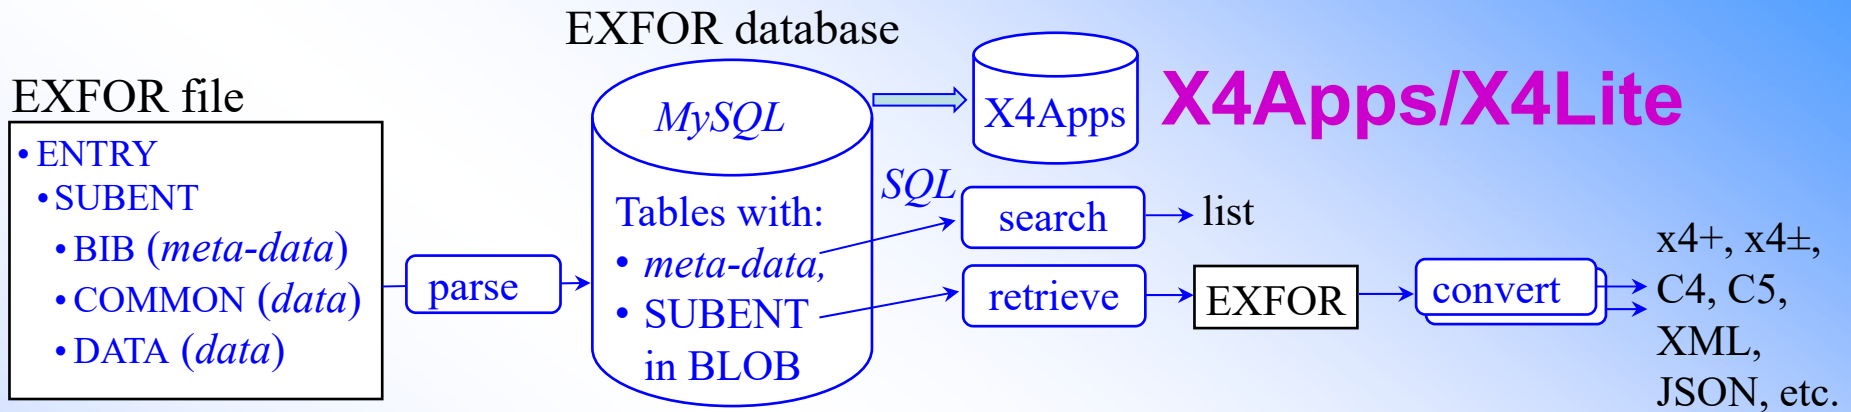 EXFOR file
• ENTRY
• SUBENT
• BIB (meta-data)
• COMMON (data)
• DATA (data)
parse
EXFOR database
MySQL
Tables with:
• meta-data,
• SUBENT
in BLOB
X4Apps
X4Apps/X4Lite
SQL
search
list
retrieve
EXFOR
convert
x4+, x4±,
C4, C5,
XML,
JSON, etc.